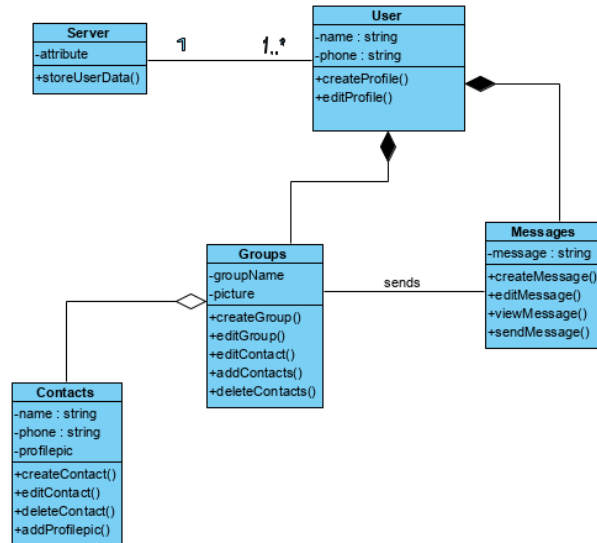 Server
-attribute
+storeUserData()
1
1..*
User
-name : string
-phone : string
+createProfile()
+editProfile()
Messages
-message : string
+createMessage()
+editMessage()
+viewMessage()
+sendMessage()
sends
Groups
-groupName
-picture
+createGroup()
+editGroup()
+editContact()
+addContacts()
+deleteContacts()
Contacts
-name : string
-phone : string
-profilepic
+createContact()
+editContact()
+deleteContact()
+addProfilepic()